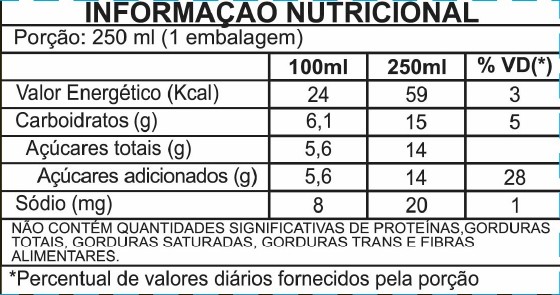 INFORMAÇÃO NUTRICIONAL
Porção: 250 ml (1 embalagem)
100ml 250ml % VD(*)
Valor Energético (Kcal) 24 59 3
Carboidratos (g) 6,1 15 5
Açúcares totais (g) 5,6 14
Açúcares adicionados (g) 5,6 14 28
Sódio (mg) 8 20 1
NÃO CONTÉM QUANTIDADES SIGNIFICATIVAS DE PROTEÍNAS,GORDURAS
TOTAIS, GORDURAS SATURADAS, GORDURAS TRANS E FIBRAS
ALIMENTARES.
*Percentual de valores diários fornecidos pela porção